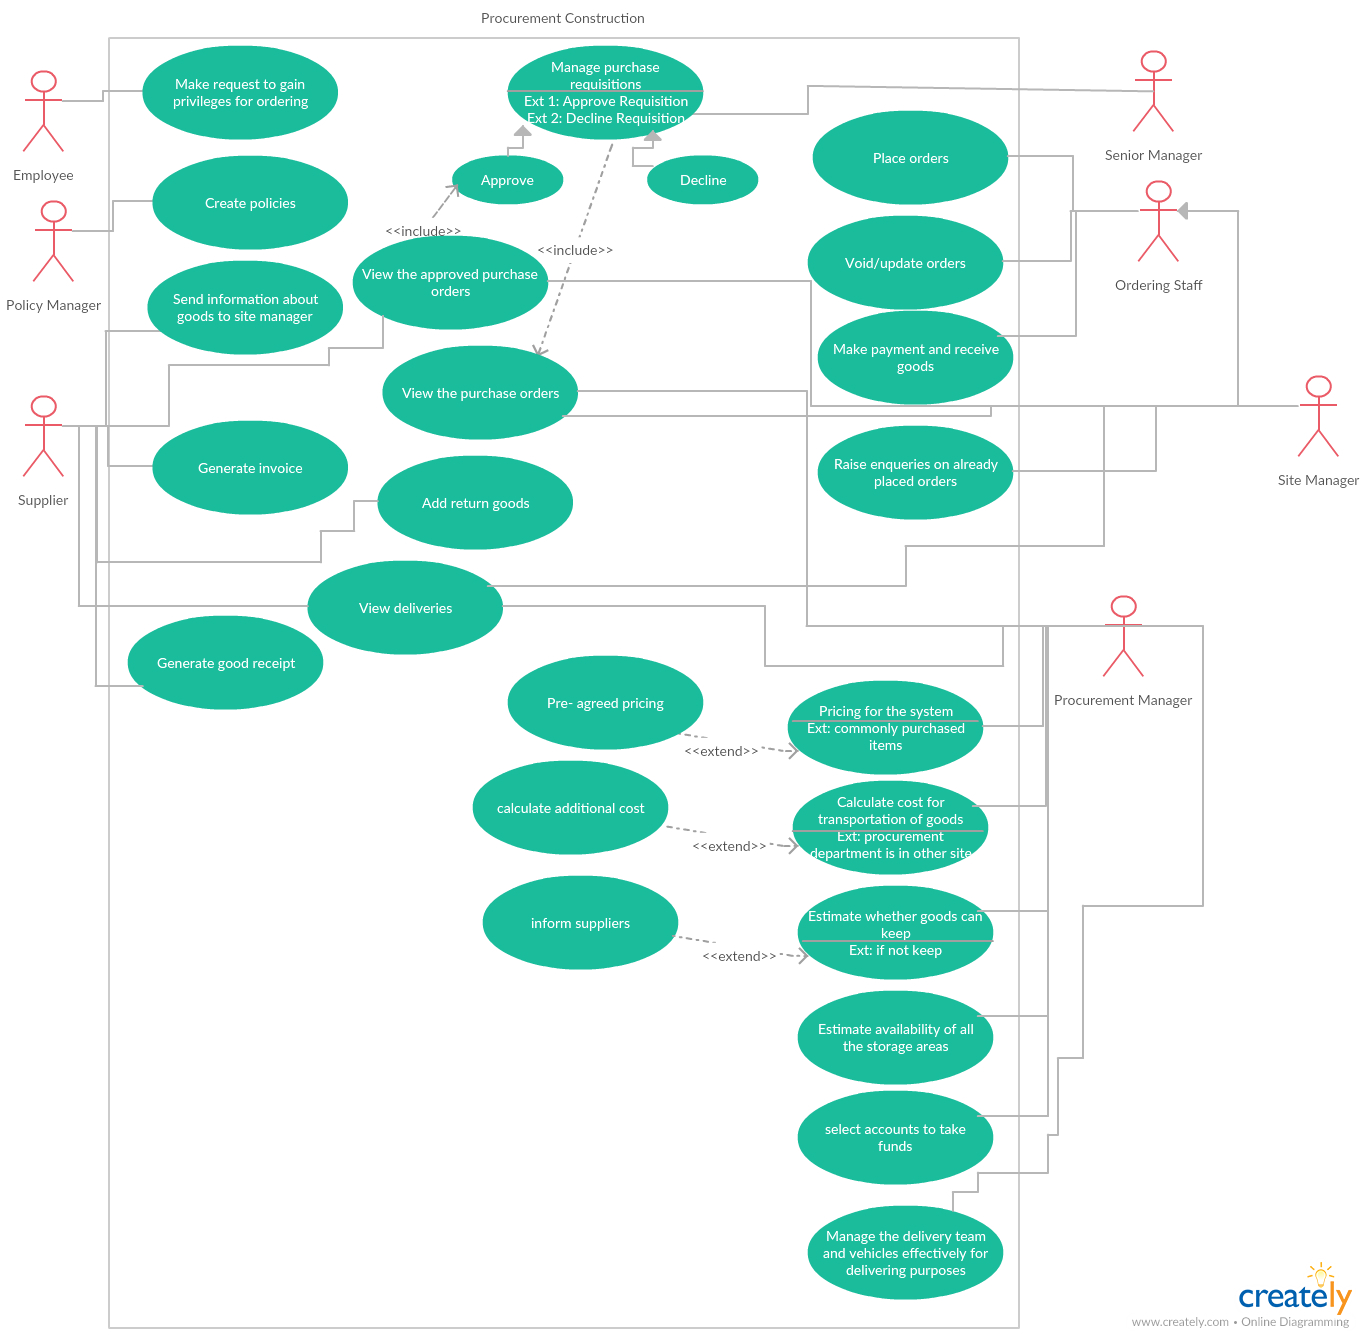 Procurement Construction
Make request to gain
privileges for ordering
Manage purchase
requisitions
Ext 1: Approve Requisition
Ext 2: Decline Requisition
Employee
Senior Manager
Place orders
Approve
Decline
Create policies
<<include>>
<<include>>
Void/update orders
View the approved purchase
orders
Ordering Staff
Policy Manager
Send information about
goods to site manager
Make payment and receive
goods
View the purchase orders
Supplier
Generate invoice
Add return goods
Raise enqueries on already
placed orders
Site Manager
View deliveries
Generate good receipt
Procurement Manager
Pre- agreed pricing
Pricing for the system
Ext: commonly purchased
items
<<extend>>
calculate additional cost
Calculate cost for
transportation of goods
Ext: procurement
department is in other site
<<extend>>
inform suppliers
Estimate whether goods can
keep
Ext: if not keep
<<extend>>
Estimate availability of all
the storage areas
select accounts to take
funds
Manage the delivery team
and vehicles effectively for
delivering purposes
creately
www.creately.com • Online Diagramming